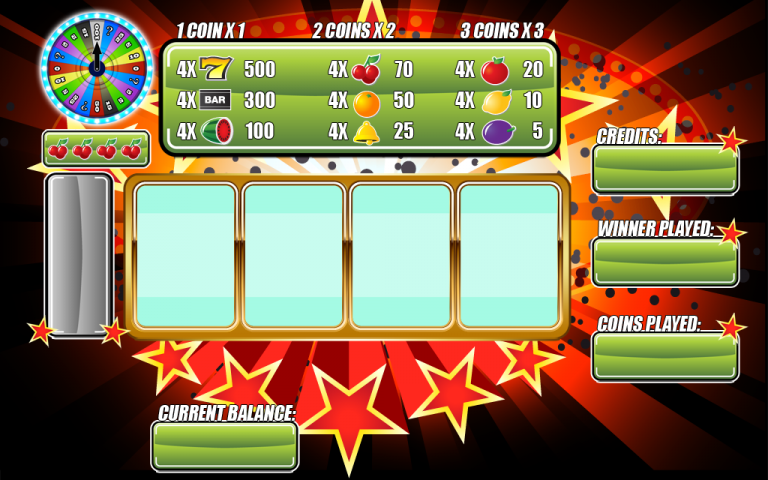 1 COIN X 1 2 COINS X 2 3 COINS X 3
4X 7 500 4X 70 4X 20
4X BAR 300 4X 50 4X 10
4X 100 4X 25 4X 5
CREDITS:
WINNER PLAYED:
COINS PLAYED:
CURRENT BALANCE: